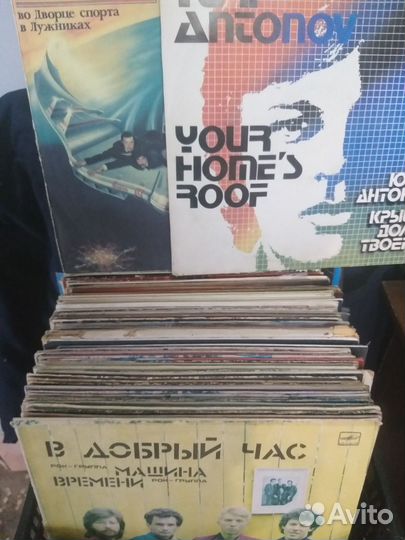 во Дворце спорта
в Лужниках
ANTONOV
YOUR
HOME'S
ROOF
В ДОБРЫЙ ЧАС
РОК-ГРУППА МАШИНА
ВРЕМЕНИ РОК-ГРУППА
Avito